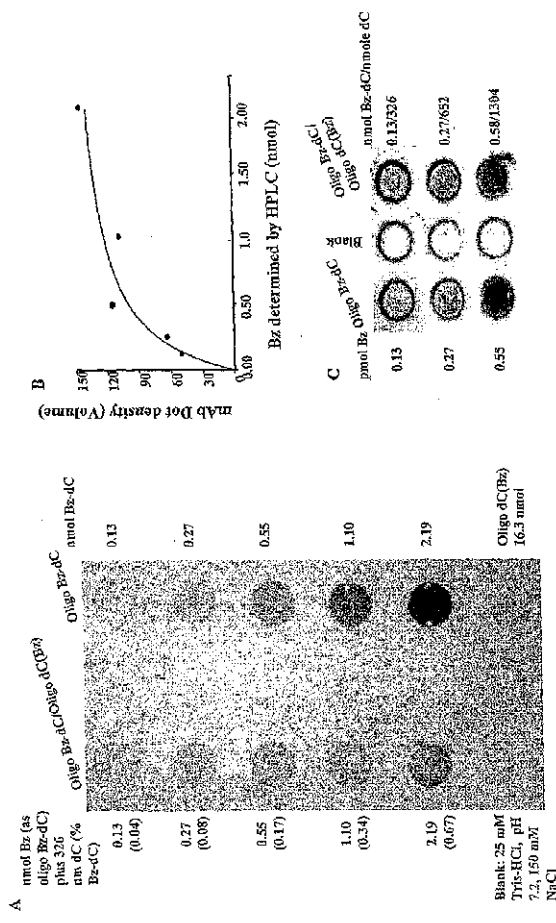 A
nmol Bz (as
oligo Bz-dC)
plus 326
nm dC (%
Bz-dC)
Oligo Bz-dC/Oligo dC(Bz)
Oligo Bz-dC
nmol Bz-dC
0.13
(0.04)
0.13
0.27
(0.08)
0.27
0.55
(0.17)
0.55
1.10
(0.34)
1.10
2.19
(0.67)
2.19
Blank: 25 mM
Tris-HCl, pH
7.2, 150 mM
NaCl
Oligo dC(Bz)
16.3 nmol
B
mAb Dot density (Volume)
150
120
90
60
30
0
0.00
0.50
1.0
1.50
2.00
Bz determined by HPLC (nmol)
C
pmol Bz
Oligo Bz-dC
Blank
Oligo Bz-dC/
Oligo dC(Bz)
nmol Bz-dC/nmole dC
0.13
0.13/326
0.27
0.27/652
0.55
0.58/1304